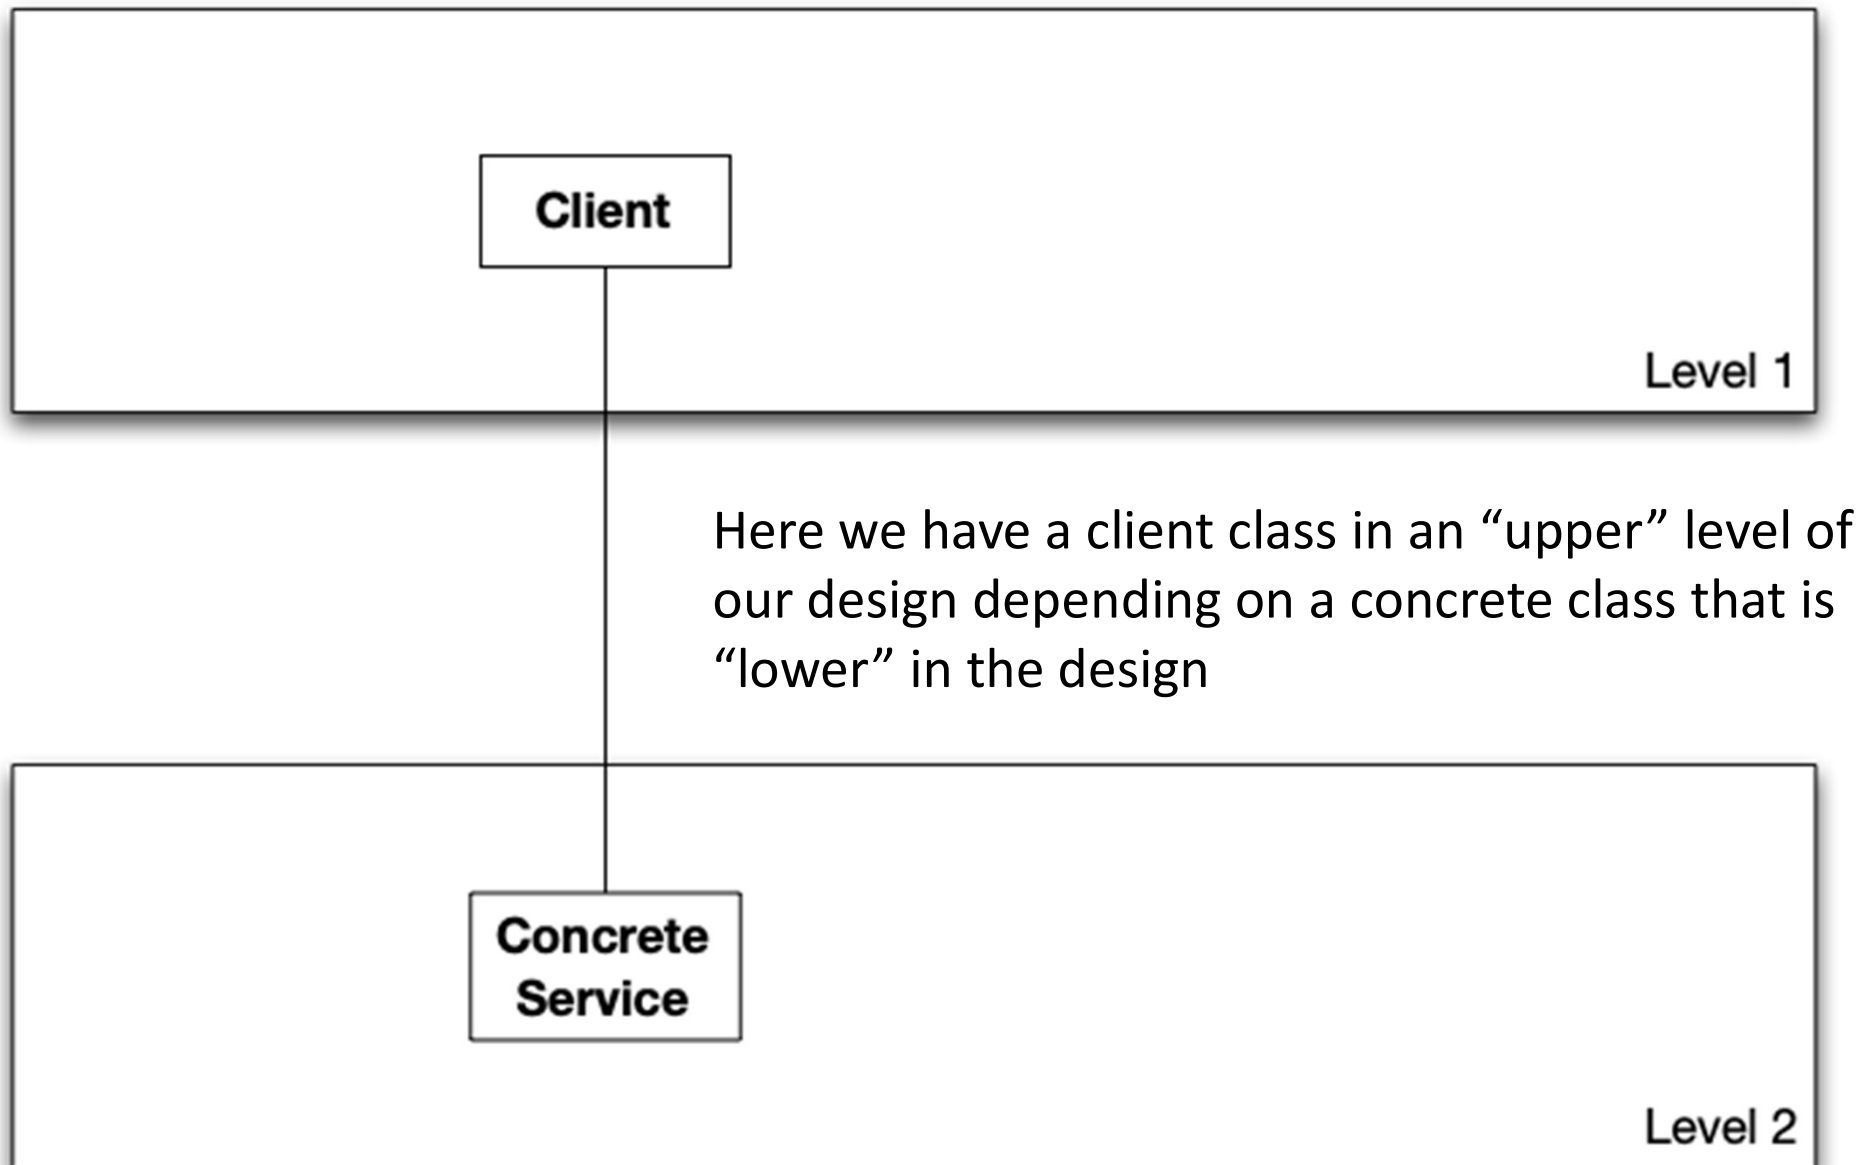 Client
Level 1
Here we have a client class in an “upper” level of
our design depending on a concrete class that is
“lower” in the design
Concrete
Service
Level 2